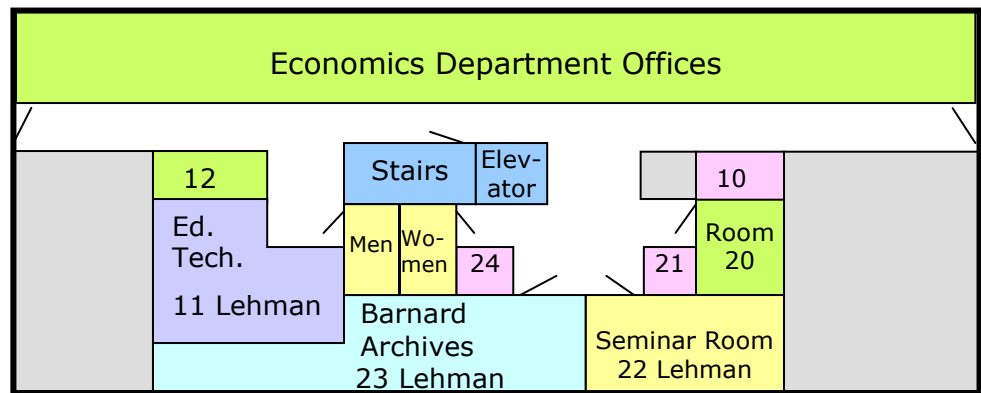 Economics Department Offices
12
Stairs
Elev-
ator
10
Ed.
Tech.
11 Lehman
Men
Wo-
men
24
21
Room
20
Barnard
Archives
23 Lehman
Seminar Room
22 Lehman